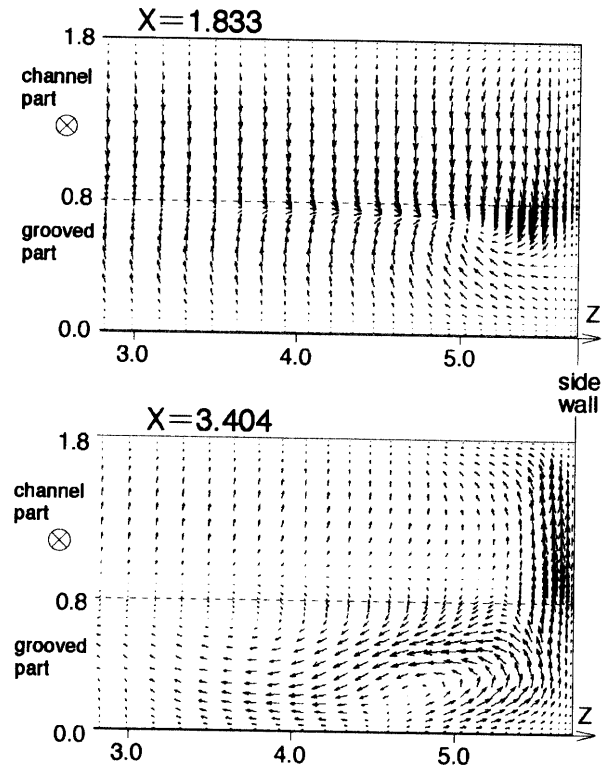 X=1.833
1.8
channel
part
0.8
grooved
part
0.0
3.0 4.0 5.0
Z
side
wall
X=3.404
1.8
channel
part
0.8
grooved
part
0.0
3.0 4.0 5.0
Z